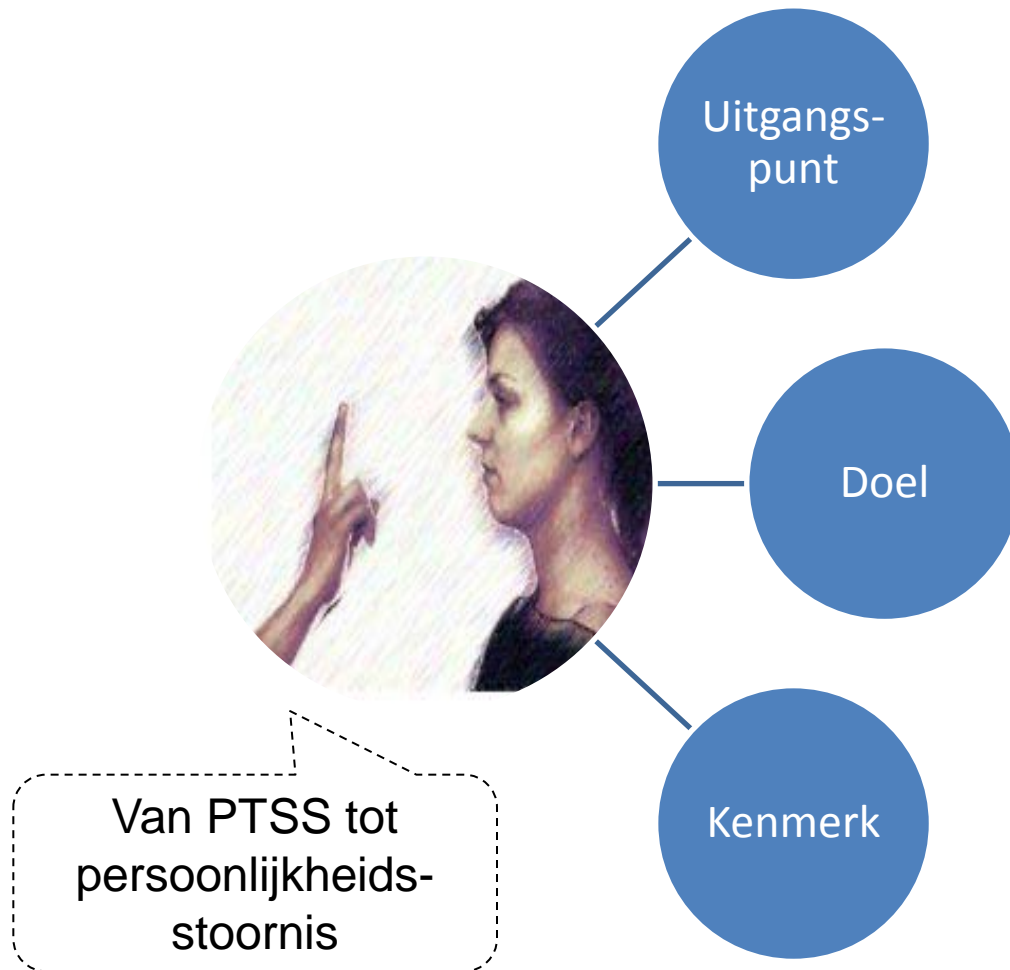 Uitgangs-
punt
Doel
Kenmerk
Van PTSS tot
persoonlijkheids-
stoornis